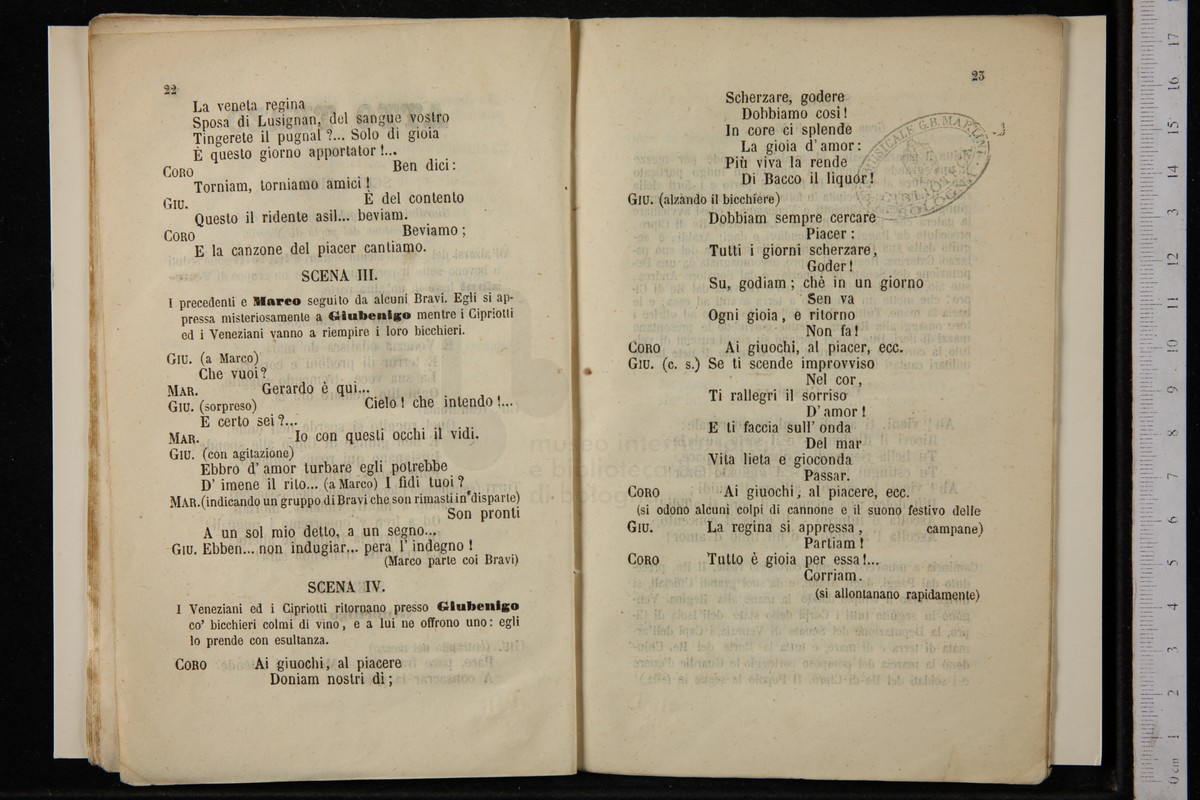 22
La veneta regina
Sposa di Lusignan, del sangue vostro
Tingerete il pugnal ?... Solo di gioia
È questo giorno apportator !...
CORO Ben dici :
Torniam, torniamo amici !
GIU. È del contento
Questo il ridente asil... beviam.
CORO Beviamo ;
E la canzone del piacer cantiamo.
SCENA III.
I precedenti e Marco seguito da alcuni Bravi. Egli si ap-
pressa misteriosamente a Giubenigo mentre i Cipriotti
ed i Veneziani vanno a riempire i loro bicchieri.
GIU. (a Marco)
Che vuoi?
MAR. Gerardo è qui...
GIU. (sorpreso) Cielo ! che intendo !...
E certo sei ?...
MAR. Io con questi occhi il vidi.
GIU. (con agitazione)
Ebbro d' amor turbare egli potrebbe
D' imene il rito... (a Marco) I fidi tuoi ?
MAR. (indicando un gruppo di Bravi che son rimasti in disparte)
Son pronti
A un sol mio detto, a un segno...
GIU. Ebben... non indugiar... pera l' indegno !
(Marco parte coi Bravi)
SCENA IV.
I Veneziani ed i Cipriotti ritornano presso Giubenigo
co' bicchieri colmi di vino, e a lui ne offrono uno : egli
lo prende con esultanza.
CORO Ai giuochi, al piacere
Doniam nostri dì ;
23
Scherzare, godere
Dobbiamo così !
In core ci splende
La gioia d' amor :
Più viva la rende
Di Bacco il liquór !
GIU. (alzando il bicchiere)
Dobbiam sempre cercare
Piacer :
Tutti i giorni scherzare,
Goder !
Su, godiam ; chè in un giorno
Sen va
Ogni gioia, e ritorno
Non fa !
CORO Ai giuochi, al piacer, ecc.
GIU. (c. s.) Se ti scende improvviso
Nel cor,
Ti rallegri il sorriso
D' amor !
E ti faccia sull' onda
Del mar
Vita lieta e gioconda
Passar.
CORO Ai giuochi, al piacere, ecc.
(si odono alcuni colpi di cannone e il suono festivo delle
GIU. La regina si appressa, campane)
Partiam !
CORO Tutto è gioia per essa !...
Corriam.
(si allontanano rapidamente)